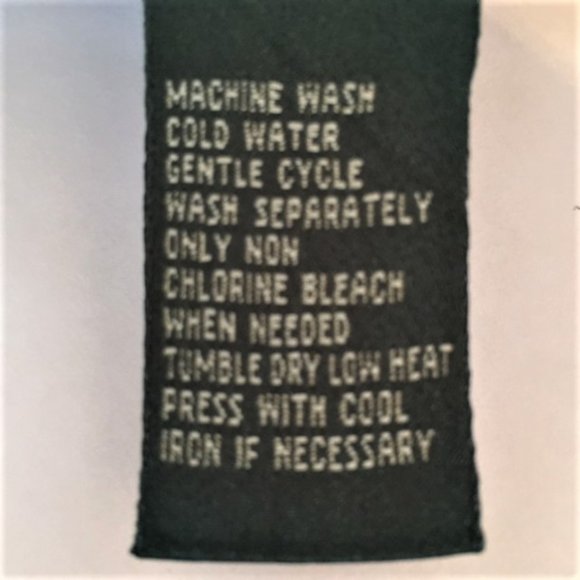 MACHINE WASH
COLD WATER
GENTLE CYCLE
WASH SEPARATELY
ONLY NON
CHLORINE BLEACH
WHEN NEEDED
TUMBLE DRY LOW HEAT
PRESS WITH COOL
IRON IF NECESSARY